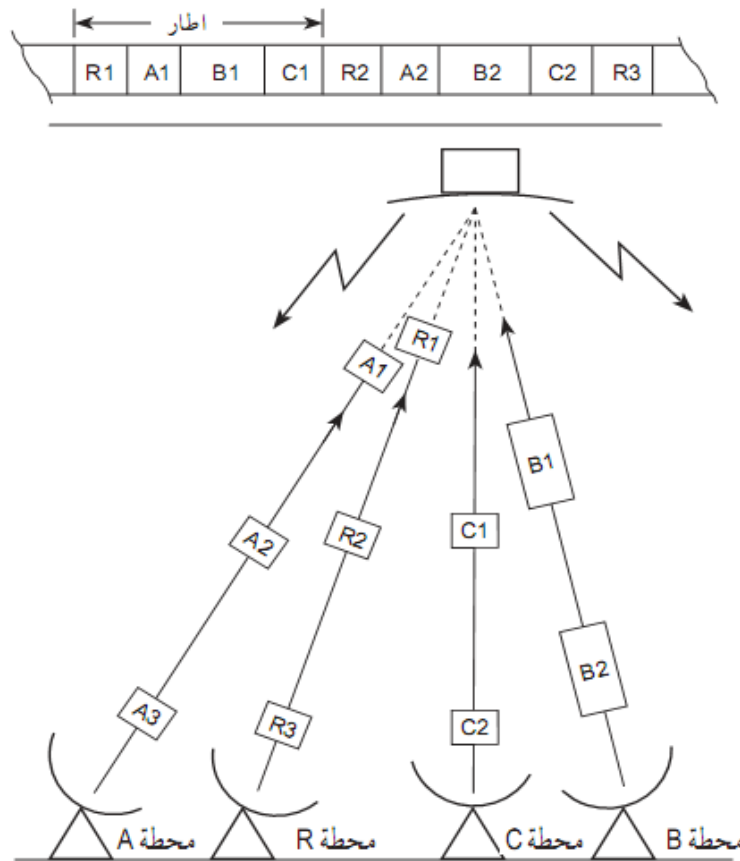 اطار
R1 A1 B1 C1 R2 A2 B2 C2 R3
R1
A1
B1
A2 R2 C1
B2
A3 R3 C2
محطة A محطة R محطة C محطة B